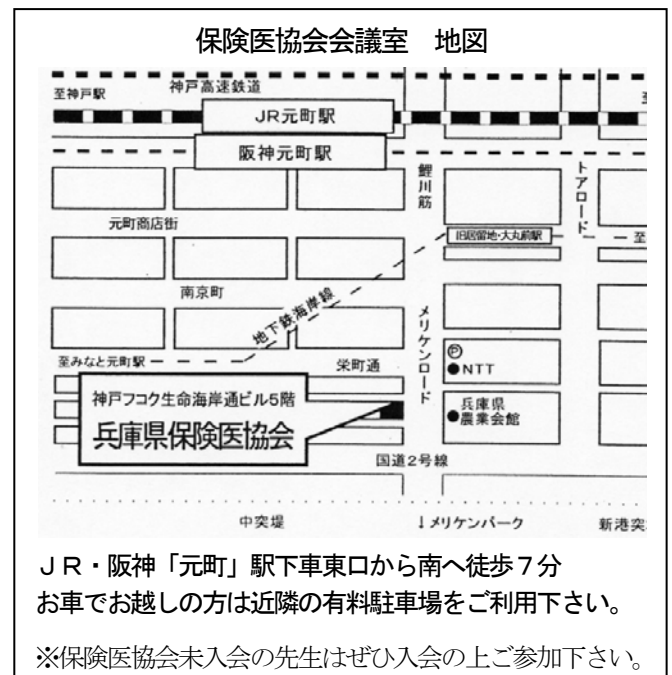 保険医協会会議室　地図
至神戸駅
神戸高速鉄道
至
JR元町駅
阪神元町駅
鯉川筋
トアロード
元町商店街
旧居留地・大丸前駅
至
南京町
地下鉄海岸線
メリケンロード
至みなと元町駅
栄町通
Ⓟ
●NTT
神戸フコク生命海岸通ビル5階
兵庫県保険医協会
●兵庫県
農業会館
国道2号線
中突堤
↓メリケンパーク
新港突
ＪＲ・阪神「元町」駅下車東口から南へ徒歩７分
お車でお越しの方は近隣の有料駐車場をご利用下さい。
※保険医協会未入会の先生はぜひ入会の上ご参加下さい。